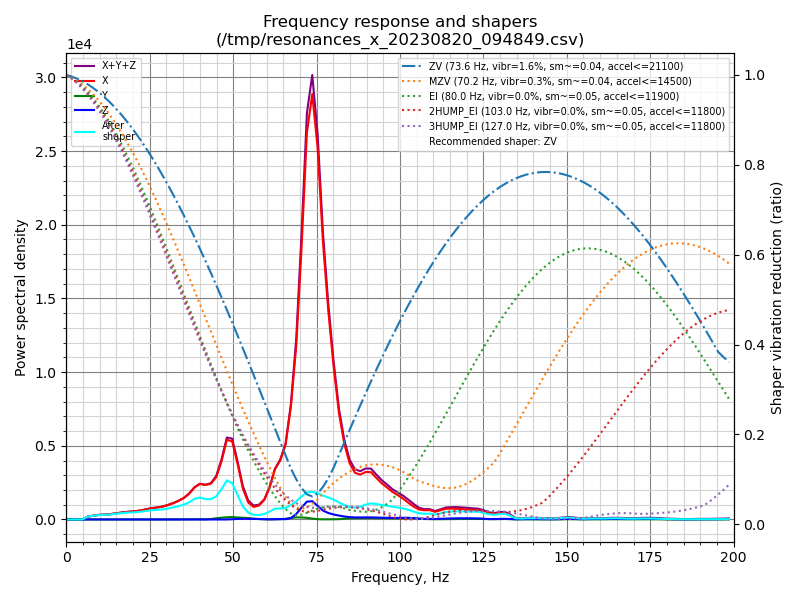 Frequency response and shapers
(/tmp/resonances_x_20230820_094849.csv)
1e4
X+Y+Z
X
Y
Z
After
shaper
ZV (73.6 Hz, vibr=1.6%, sm~=0.04, accel<=21100)
MZV (70.2 Hz, vibr=0.3%, sm~=0.04, accel<=14500)
EI (80.0 Hz, vibr=0.0%, sm~=0.05, accel<=11900)
2HUMP_EI (103.0 Hz, vibr=0.0%, sm~=0.05, accel<=11800)
3HUMP_EI (127.0 Hz, vibr=0.0%, sm~=0.05, accel<=11800)
Recommended shaper: ZV
3.0
2.5
2.0
1.5
1.0
0.5
0.0
Power spectral density
1.0
0.8
0.6
0.4
0.2
0.0
Shaper vibration reduction (ratio)
0 25 50 75 100 125 150 175 200
Frequency, Hz